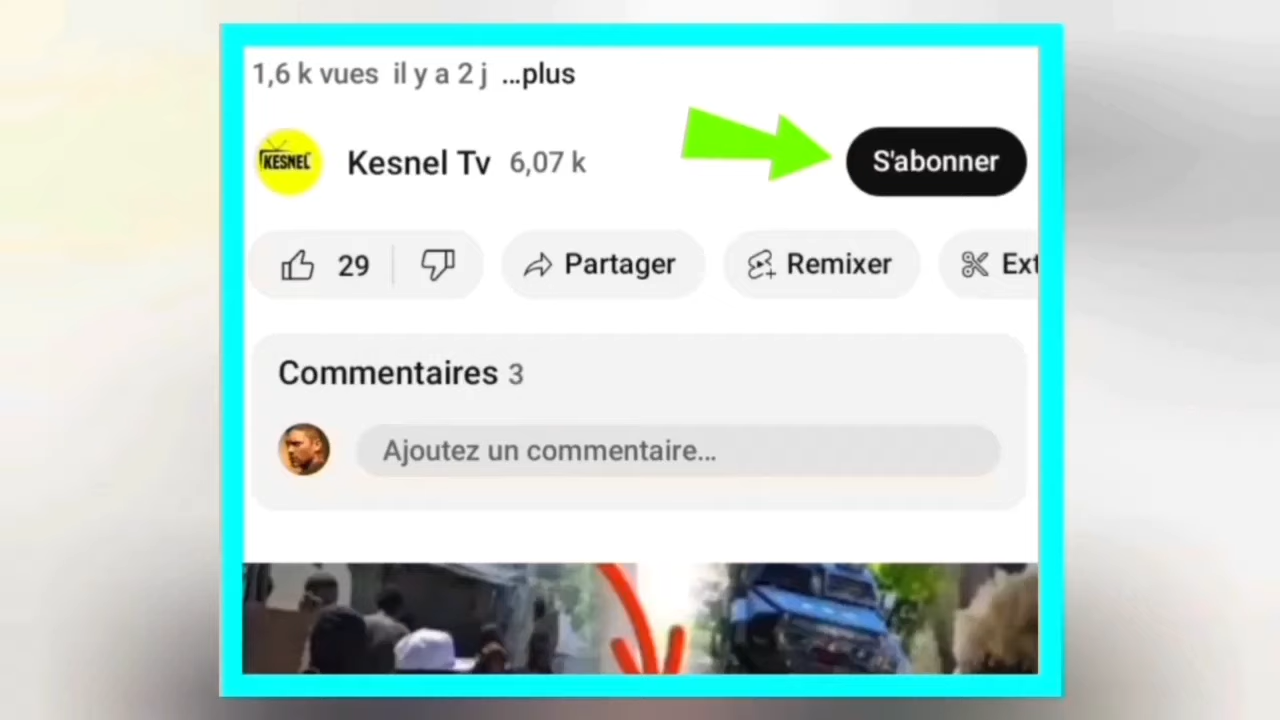 1,6 k vues il y a 2 j ...plus
KESNEL
Kesnel Tv 6,07 k
S'abonner
29
Partager
Remixer
Ext
Commentaires 3
Ajoutez un commentaire...